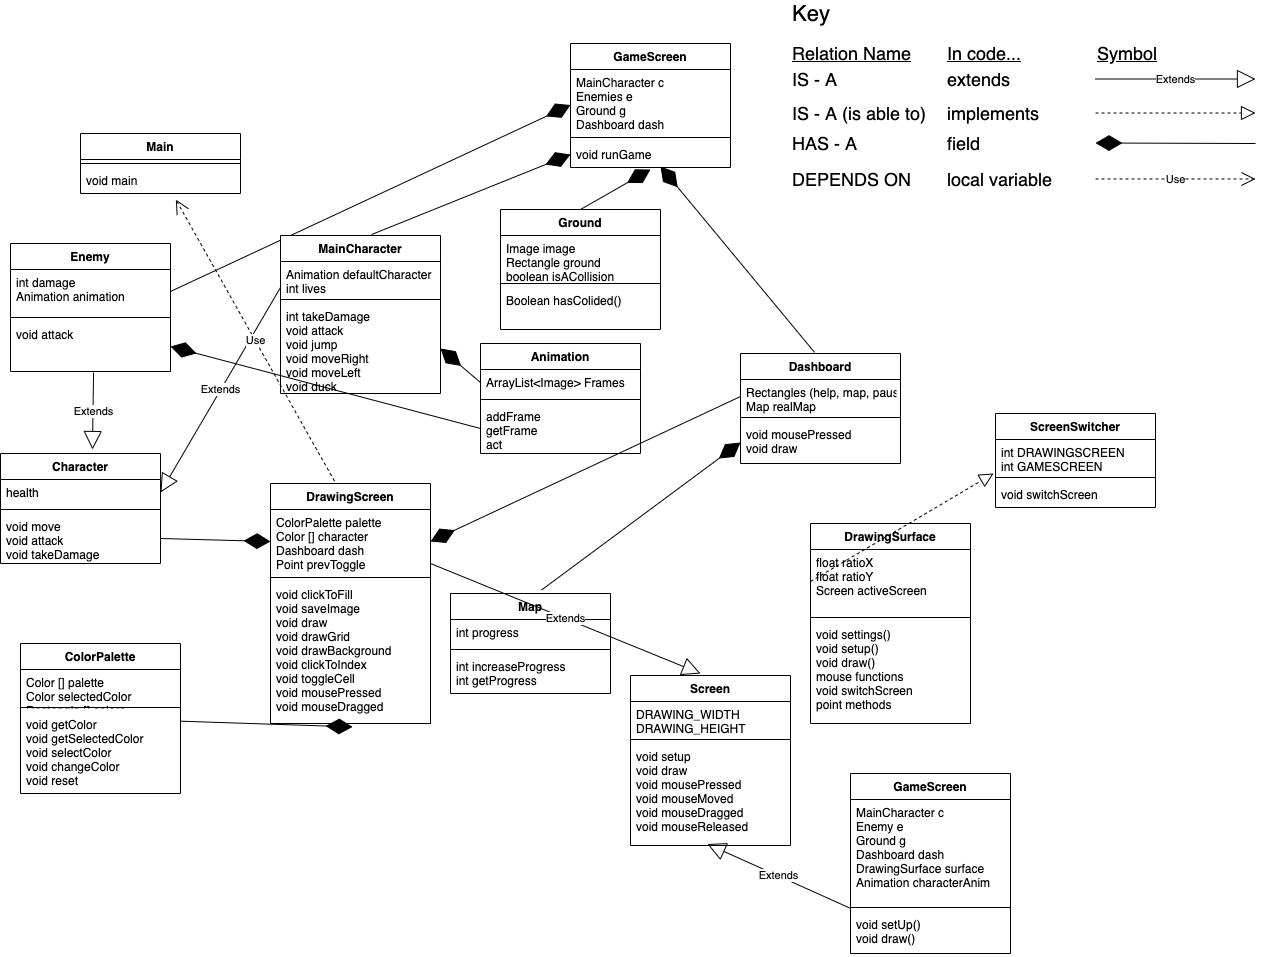 Key
Relation Name In code... Symbol
IS - A extends Extends
IS - A (is able to) implements
HAS - A field
DEPENDS ON local variable Use
GameScreen
MainCharacter c
Enemies e
Ground g
Dashboard dash
void runGame
Main
void main
Enemy
int damage
Animation animation
void attack
MainCharacter
Animation defaultCharacter
int lives
int takeDamage
void attack
void jump
void moveRight
void moveLeft
void duck
Ground
Image image
Rectangle ground
boolean isACollision
Boolean hasColided()
Use
Extends
Extends
Animation
ArrayList<Image> Frames
addFrame
getFrame
act
Dashboard
Rectangles (help, map, paus
Map realMap
void mousePressed
void draw
ScreenSwitcher
int DRAWINGSCREEN
int GAMESCREEN
void switchScreen
Character
health
void move
void attack
void takeDamage
DrawingScreen
ColorPalette palette
Color [] character
Dashboard dash
Point prevToggle
void clickToFill
void saveImage
void draw
void drawGrid
void drawBackground
void clickToIndex
void toggleCell
void mousePressed
void mouseDragged
DrawingSurface
float ratioX
float ratioY
Screen activeScreen
void settings()
void setup()
void draw()
mouse functions
void switchScreen
point methods
Map
int progress
int increaseProgress
int getProgress
Extends
ColorPalette
Color [] palette
Color selectedColor
void getColor
void getSelectedColor
void selectColor
void changeColor
void reset
Screen
DRAWING_WIDTH
DRAWING_HEIGHT
void setup
void draw
void mousePressed
void mouseMoved
void mouseDragged
void mouseReleased
Extends
GameScreen
MainCharacter c
Enemy e
Ground g
Dashboard dash
DrawingSurface surface
Animation characterAnim
void setUp()
void draw()